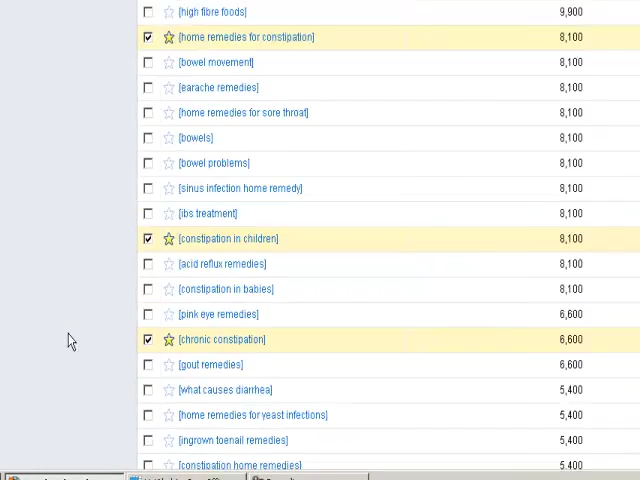 [high fibre foods] 9,900
[home remedies for constipation] 8,100
[bowel movement] 8,100
[earache remedies] 8,100
[home remedies for sore throat] 8,100
[bowels] 8,100
[bowel problems] 8,100
[sinus infection home remedy] 8,100
[ibs treatment] 8,100
[constipation in children] 8,100
[acid reflux remedies] 8,100
[constipation in babies] 8,100
[pink eye remedies] 6,600
[chronic constipation] 6,600
[gout remedies] 6,600
[what causes diarrhea] 5,400
[home remedies for yeast infections] 5,400
[ingrown toenail remedies] 5,400
[constipation home remedies] 5,400